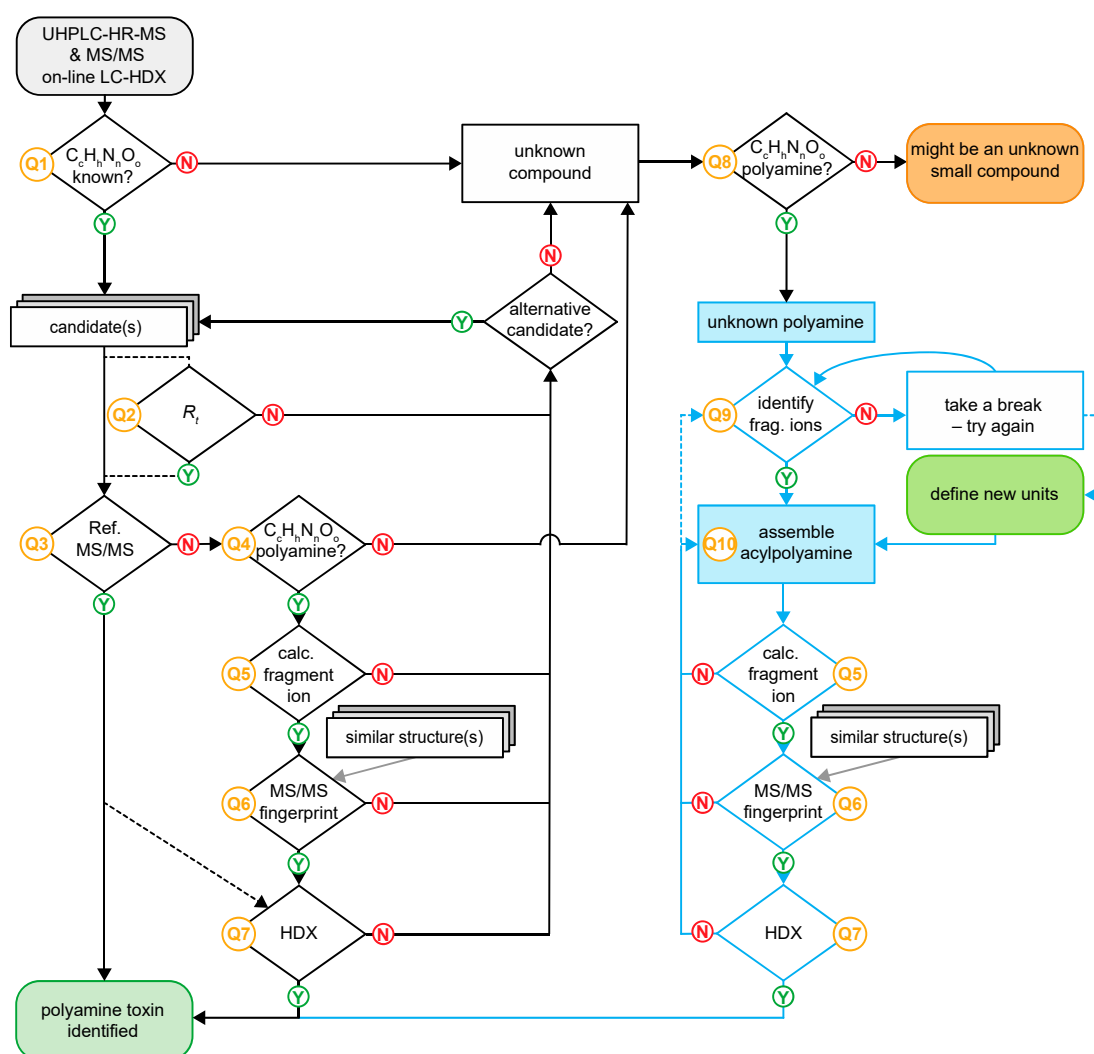 UHPLC-HR-MS
& MS/MS
on-line LC-HDX
Q1
CcHhNnOo
known?
N
Y
unknown
compound
Q8
CcHhNnOo
polyamine?
N
Y
might be an unknown
small compound
candidate(s)
Y
alternative
candidate?
N
Q2
Rt
N
Y
Q3
Ref.
MS/MS
N
Y
Q4
CcHhNnOo
polyamine?
N
Y
Q5
calc.
fragment
ion
N
Y
similar structure(s)
Q6
MS/MS
fingerprint
N
Y
Q7
HDX
N
Y
polyamine toxin
identified
unknown polyamine
Q9
identify
frag. ions
N
Y
take a break
– try again
define new units
Q10
assemble
acylpolyamine
N
calc.
fragment
ion
Q5
Y
similar structure(s)
N
MS/MS
fingerprint
Q6
Y
N
HDX
Q7
Y